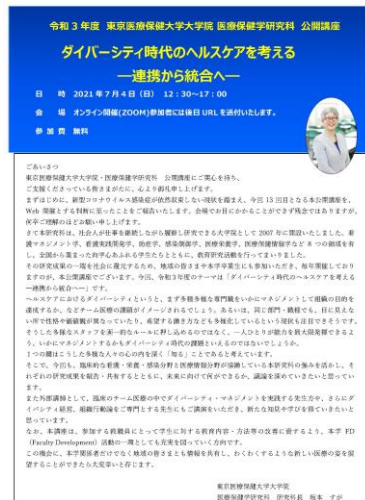 令和3年度 東京医療保健大学大学院 医療保健学研究科 公開講座
ダイバーシティ時代のヘルスケアを考える
―連携から統合へ―
日 時 2021年7月4日（日） 12：30～17：00
会 場 オンライン開催(ZOOM)参加者には後日URLを送付いたします。
参加費 無料
ごあいさつ
東京医療保健大学大学院・医療保健学研究科 公開講座にご関心を持ち、
ご支援くださっている皆さまがたに、心より御礼申し上げます。
まずはじめに、新型コロナウイルス感染症が依然収束しない現状を鑑み、今回13回目となる本公開講座を、
Web開催とする判断に至ったことをご報告いたします。会場でお目にかかることができず残念ではありますが、
何卒ご理解のほどお願い申し上げます。
さて本研究科は、社会人が仕事を継続しながら履修し研究できる大学院として2007年に開設いたしました。看
護マネジメント学、看護実践開発学、助産学、感染制御学、医療栄養学、医療保健情報学など8つの領域を有
し、全国から集まった向学心あふれる学生たちとともに、教育研究活動を行ってまいりました。
その研究成果の一端を社会に還元するため、地域の皆さまや本学卒業生にも参加いただき、毎年開催しており
ますのが、本公開講座でございます。今回、令和3年度のテーマは「ダイバーシティ時代のヘルスケアを考える
―連携から統合へ―」です。
ヘルスケアにおけるダイバーシティというと、まず多種多様な専門職をいかにマネジメントして組織の目的を
達成するか、などチーム医療の課題がイメージされるでしょう。あるいは、同じ部門・職種でも、目に見えな
い所で性格や価値観が異なっていたり、希望する働き方なども多様化しているという現状も注目できそうです。
そうした多様なスタッフを画一的なルールに押し込めるのではなく、一人ひとりが能力を最大限発揮できるよ
う、いかにマネジメントするかもダイバーシティ時代の課題といえるのではないでしょうか。
1つの鍵はこうした多様な人々の心の内を深く「知る」ことであると考えています。
そこで、今回も、臨床的な看護・栄養・感染分野と医療情報分野が協働している本研究科の強みを活かし、そ
れぞれの研究成果を報告・共有するとともに、未来に向けて何ができるか、議論を深めていきたいと思ってい
ます。
また外部講師として、臨床のチーム医療の中でダイバーシティ・マネジメントを実践する先生方や、さらにダイ
バシティ経営、組織行動論をご専門とする先生にもご講演をいただき、新たな知見や学びを得ていきたいと
思っています。
なお、本講座は、参加する教職員にとって学生に対する教育内容・方法等の改善に資するよう、本学 FD
(Faculty Development) 活動の一環としても充実を図っていく方向です。
この機会に、本学関係者だけでなく地域の皆さまとも情報を共有し、わくわくするような新しい医療の姿を展
望することができたら大変幸いと存じます。
東京医療保健大学大学院
医療保健学研究科 研究科長 坂本 すが